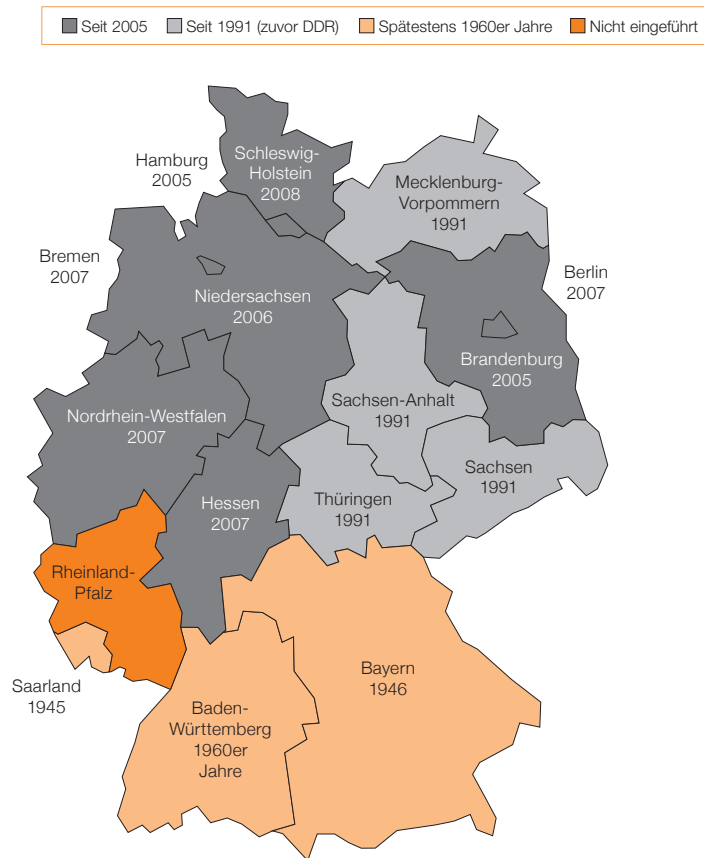 Seit 2005 Seit 1991 (zuvor DDR) Spätestens 1960er Jahre Nicht eingeführt
Schleswig-
Holstein
2008
Hamburg
2005
Mecklenburg-
Vorpommern
1991
Bremen
2007
Niedersachsen
2006
Berlin
2007
Brandenburg
2005
Nordrhein-Westfalen
2007
Sachsen-Anhalt
1991
Sachsen
1991
Hessen
2007
Thüringen
1991
Rheinland-
Pfalz
Saarland
1945
Bayern
1946
Baden-
Württemberg
1960er
Jahre